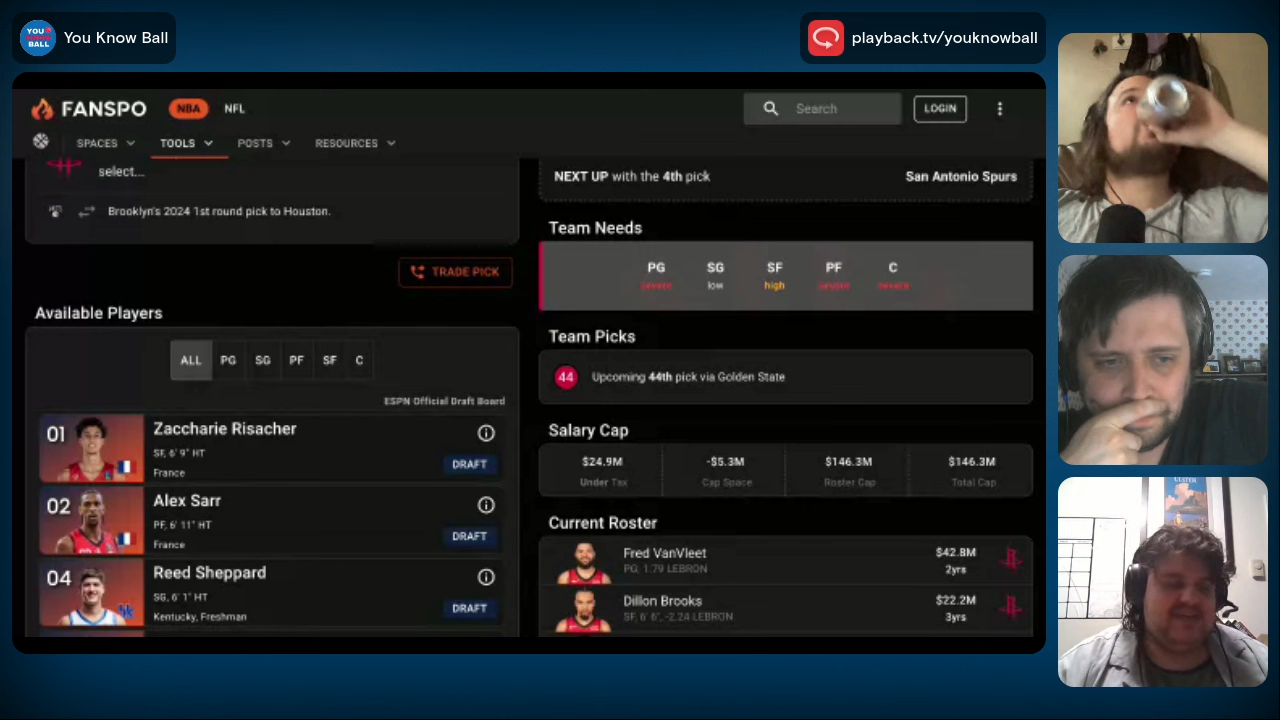 YOU KNOW BALL
You Know Ball
playback.tv/youknowball
FANSPO
NBA
NFL
Search
LOGIN
SPACES
TOOLS
POSTS
RESOURCES
select...
Brooklyn's 2024 1st round pick to Houston.
TRADE PICK
Available Players
ALL PG SG PF SF C
ESPN Official Draft Board
01
Zaccharie Risacher
SF, 6' 9" HT
France
DRAFT
02
Alex Sarr
PF, 6' 11" HT
France
DRAFT
04
Reed Sheppard
SG, 6' 1" HT
Kentucky, Freshman
DRAFT
NEXT UP with the 4th pick
San Antonio Spurs
Team Needs
PG SG SF PF C
severe low high severe severe
Team Picks
44 Upcoming 44th pick via Golden State
Salary Cap
$24.9M -$5.3M $146.3M $146.3M
Under Tax Cap Space Roster Cap Total Cap
Current Roster
Fred VanVleet $42.8M
PG, 1.79 LEBRON 2yrs
Dillon Brooks $22.2M
SF, 6' 6", -2.24 LEBRON 3yrs